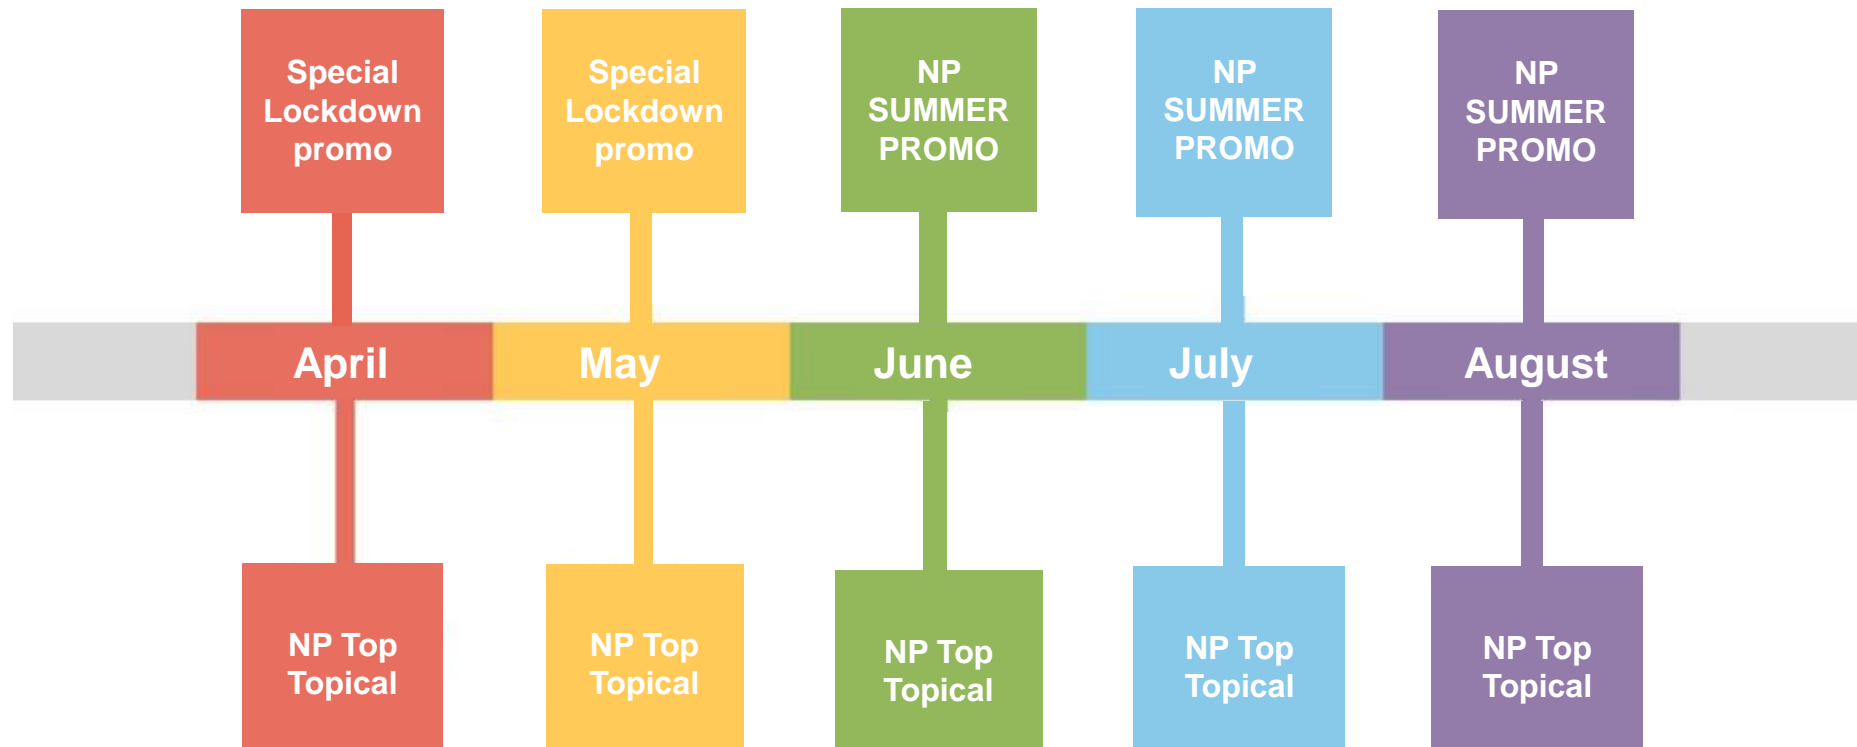 Special
Lockdown
promo
Special
Lockdown
promo
NP
SUMMER
PROMO
NP
SUMMER
PROMO
NP
SUMMER
PROMO
April
May
June
July
August
NP Top
Topical
NP Top
Topical
NP Top
Topical
NP Top
Topical
NP Top
Topical